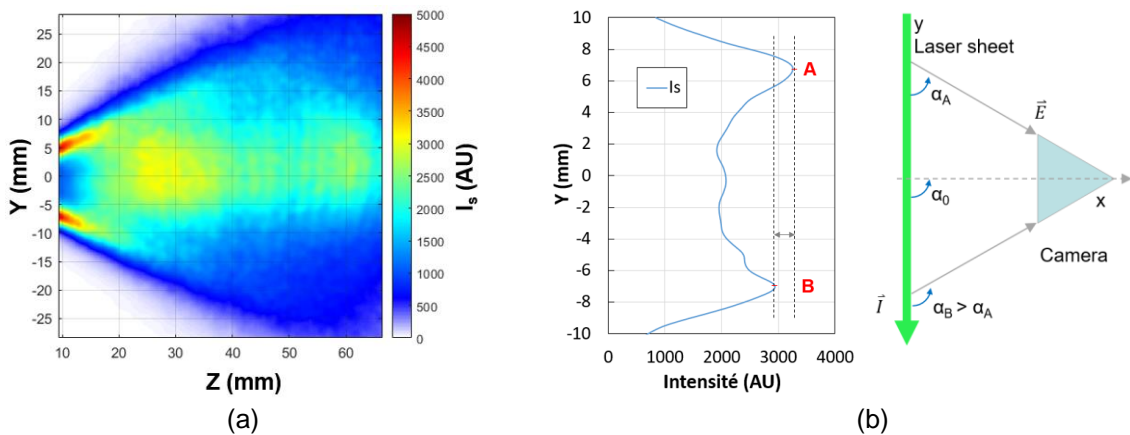 25
20
15
10
5
0
-5
-10
-15
-20
-25
Y (mm)
10 20 30 40 50 60
Z (mm)
5000
4500
4000
3500
3000
2500
2000
1500
1000
500
0
Is (AU)
(a)
10
8
6
4
2
0
-2
-4
-6
-8
-10
Y (mm)
Is
A
B
0 1000 2000 3000 4000
Intensité (AU)
y
Laser sheet
αA
E⃗
α0
x
Camera
I⃗
αB > αA
(b)